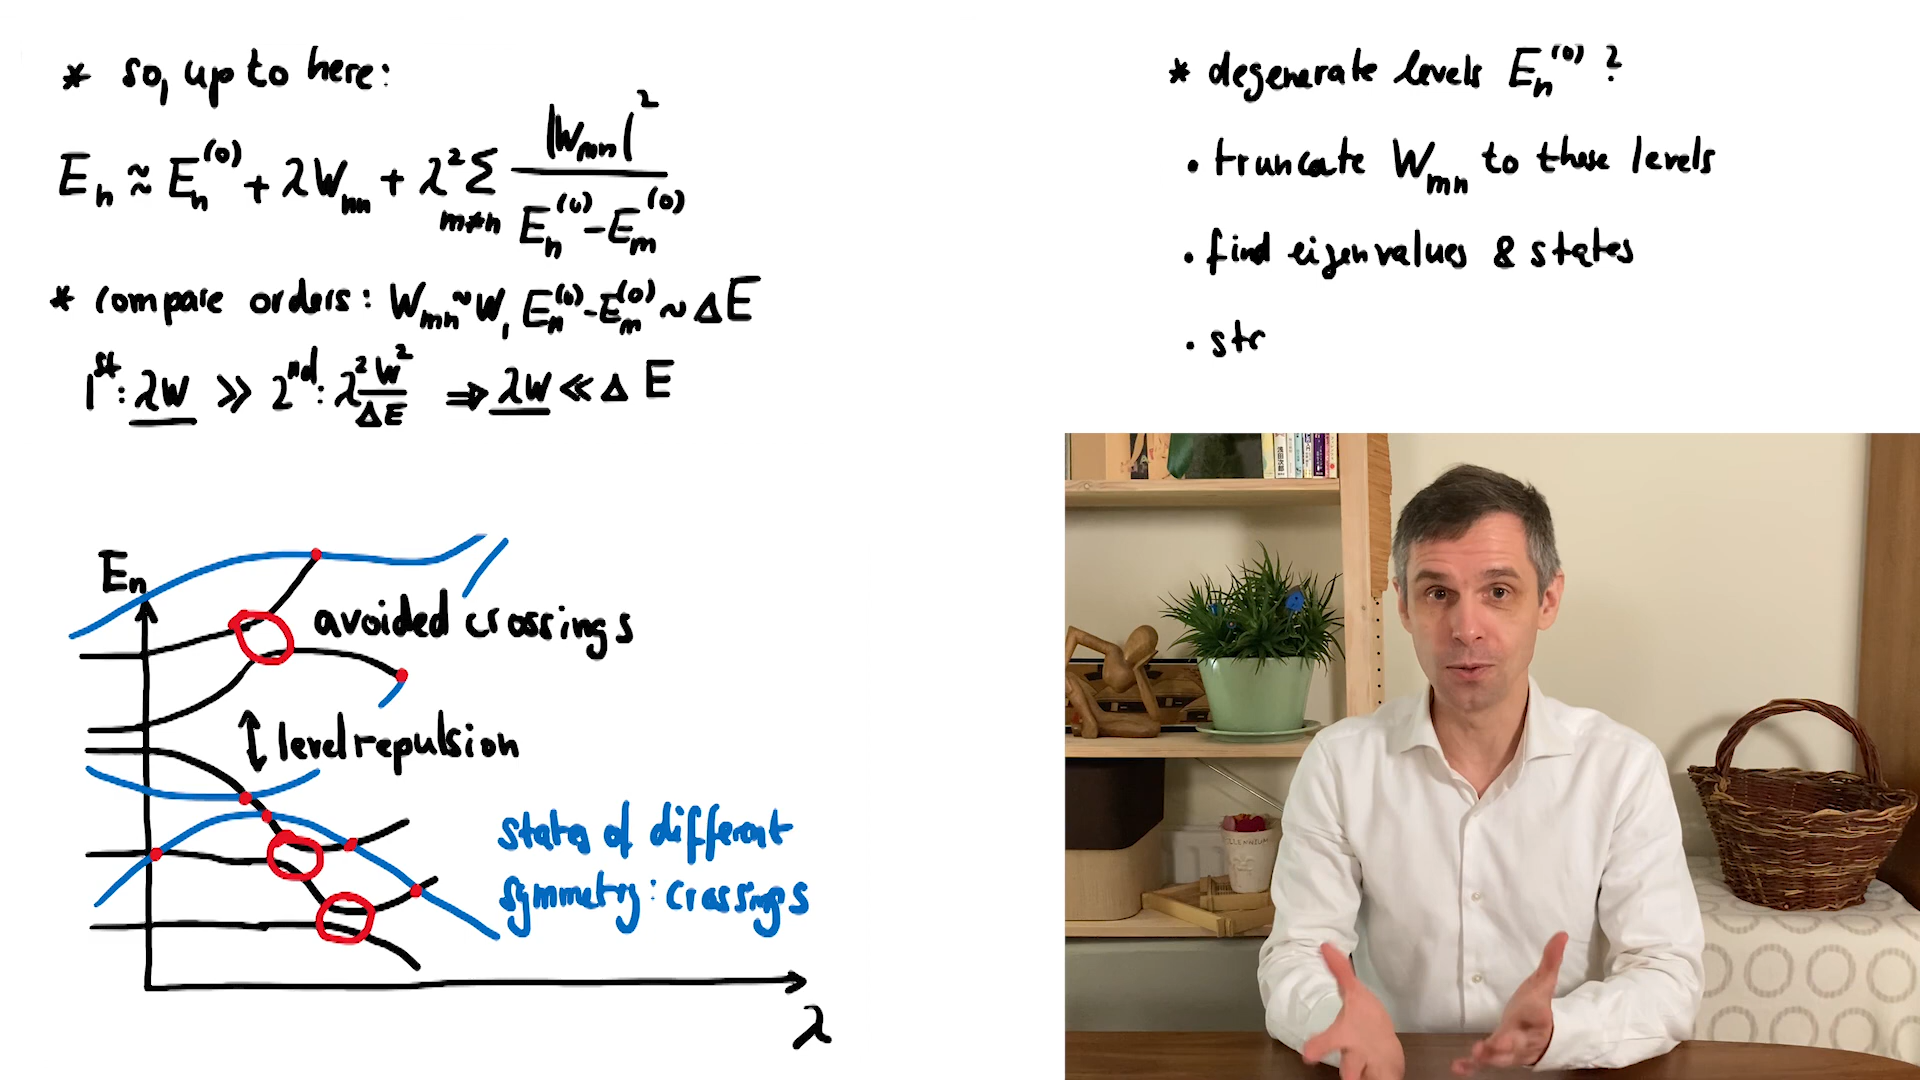 * so, up to here:
E_n ≈ E_n^(0) + λW_nn + λ² Σ_{m≠n} |W_mn|² / (E_n^(0) - E_m^(0))
* compare orders: W_mn ~ W, E_n^(0) - E_m^(0) ~ ΔE
1st: λW ≫ 2nd: λ² W²/ΔE ⇒ λW ≪ ΔE
E_n
avoided crossings
level repulsion
states of different
symmetry: crossings
λ
* degenerate levels E_n^(0) ?
• truncate W_mn to these levels
• find eigenvalues & states
• str